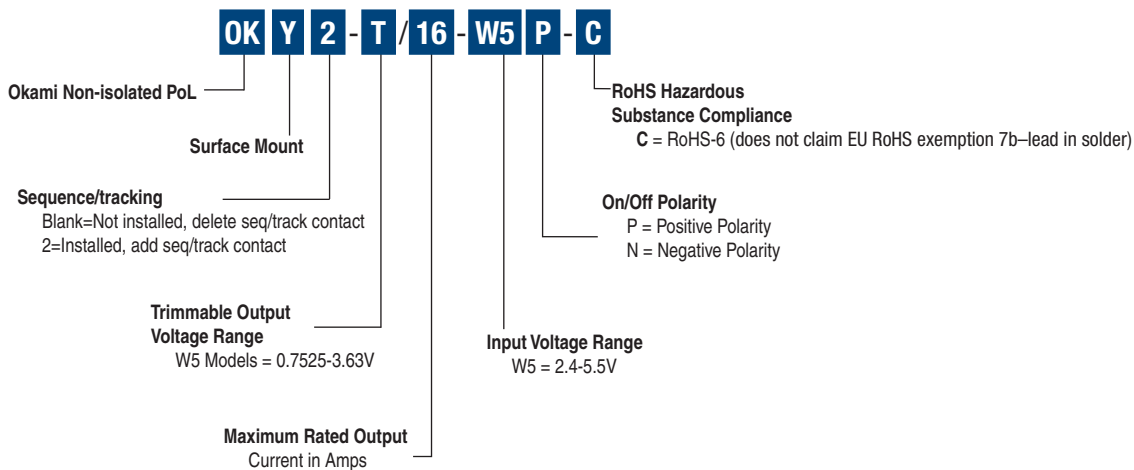 OK Y 2 - T / 16 - W5 P - C
Okami Non-isolated PoL
Surface Mount
Sequence/tracking
Blank=Not installed, delete seq/track contact
2=Installed, add seq/track contact
Trimmable Output
Voltage Range
W5 Models = 0.7525-3.63V
Maximum Rated Output
Current in Amps
Input Voltage Range
W5 = 2.4-5.5V
On/Off Polarity
P = Positive Polarity
N = Negative Polarity
RoHS Hazardous
Substance Compliance
C = RoHS-6 (does not claim EU RoHS exemption 7b–lead in solder)